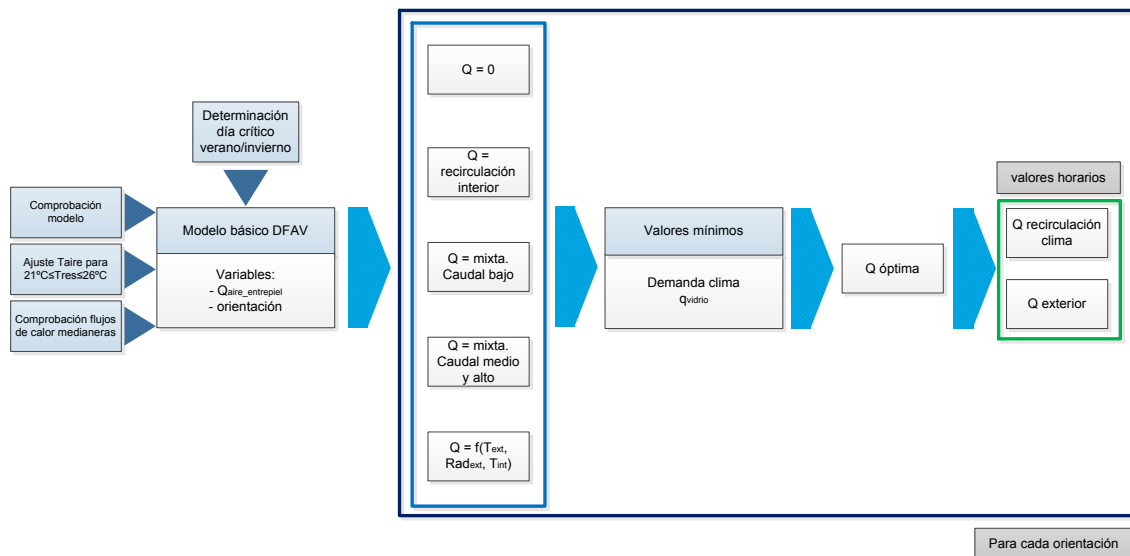 Determinación
día crítico
verano/invierno
Comprobación
modelo
Ajuste Taire para
21ºC≤Tres≤26ºC
Comprobación flujos
de calor medianeras
Modelo básico DFAV
Variables:
- Qaire_entrepiel
- orientación
Q = 0
Q =
recirculación
interior
Q = mixta.
Caudal bajo
Q = mixta.
Caudal medio
y alto
Q = f(Text,
Radext, Tint)
Valores mínimos
Demanda clima
qvidrio
Q óptima
valores horarios
Q recirculación
clima
Q exterior
Para cada orientación